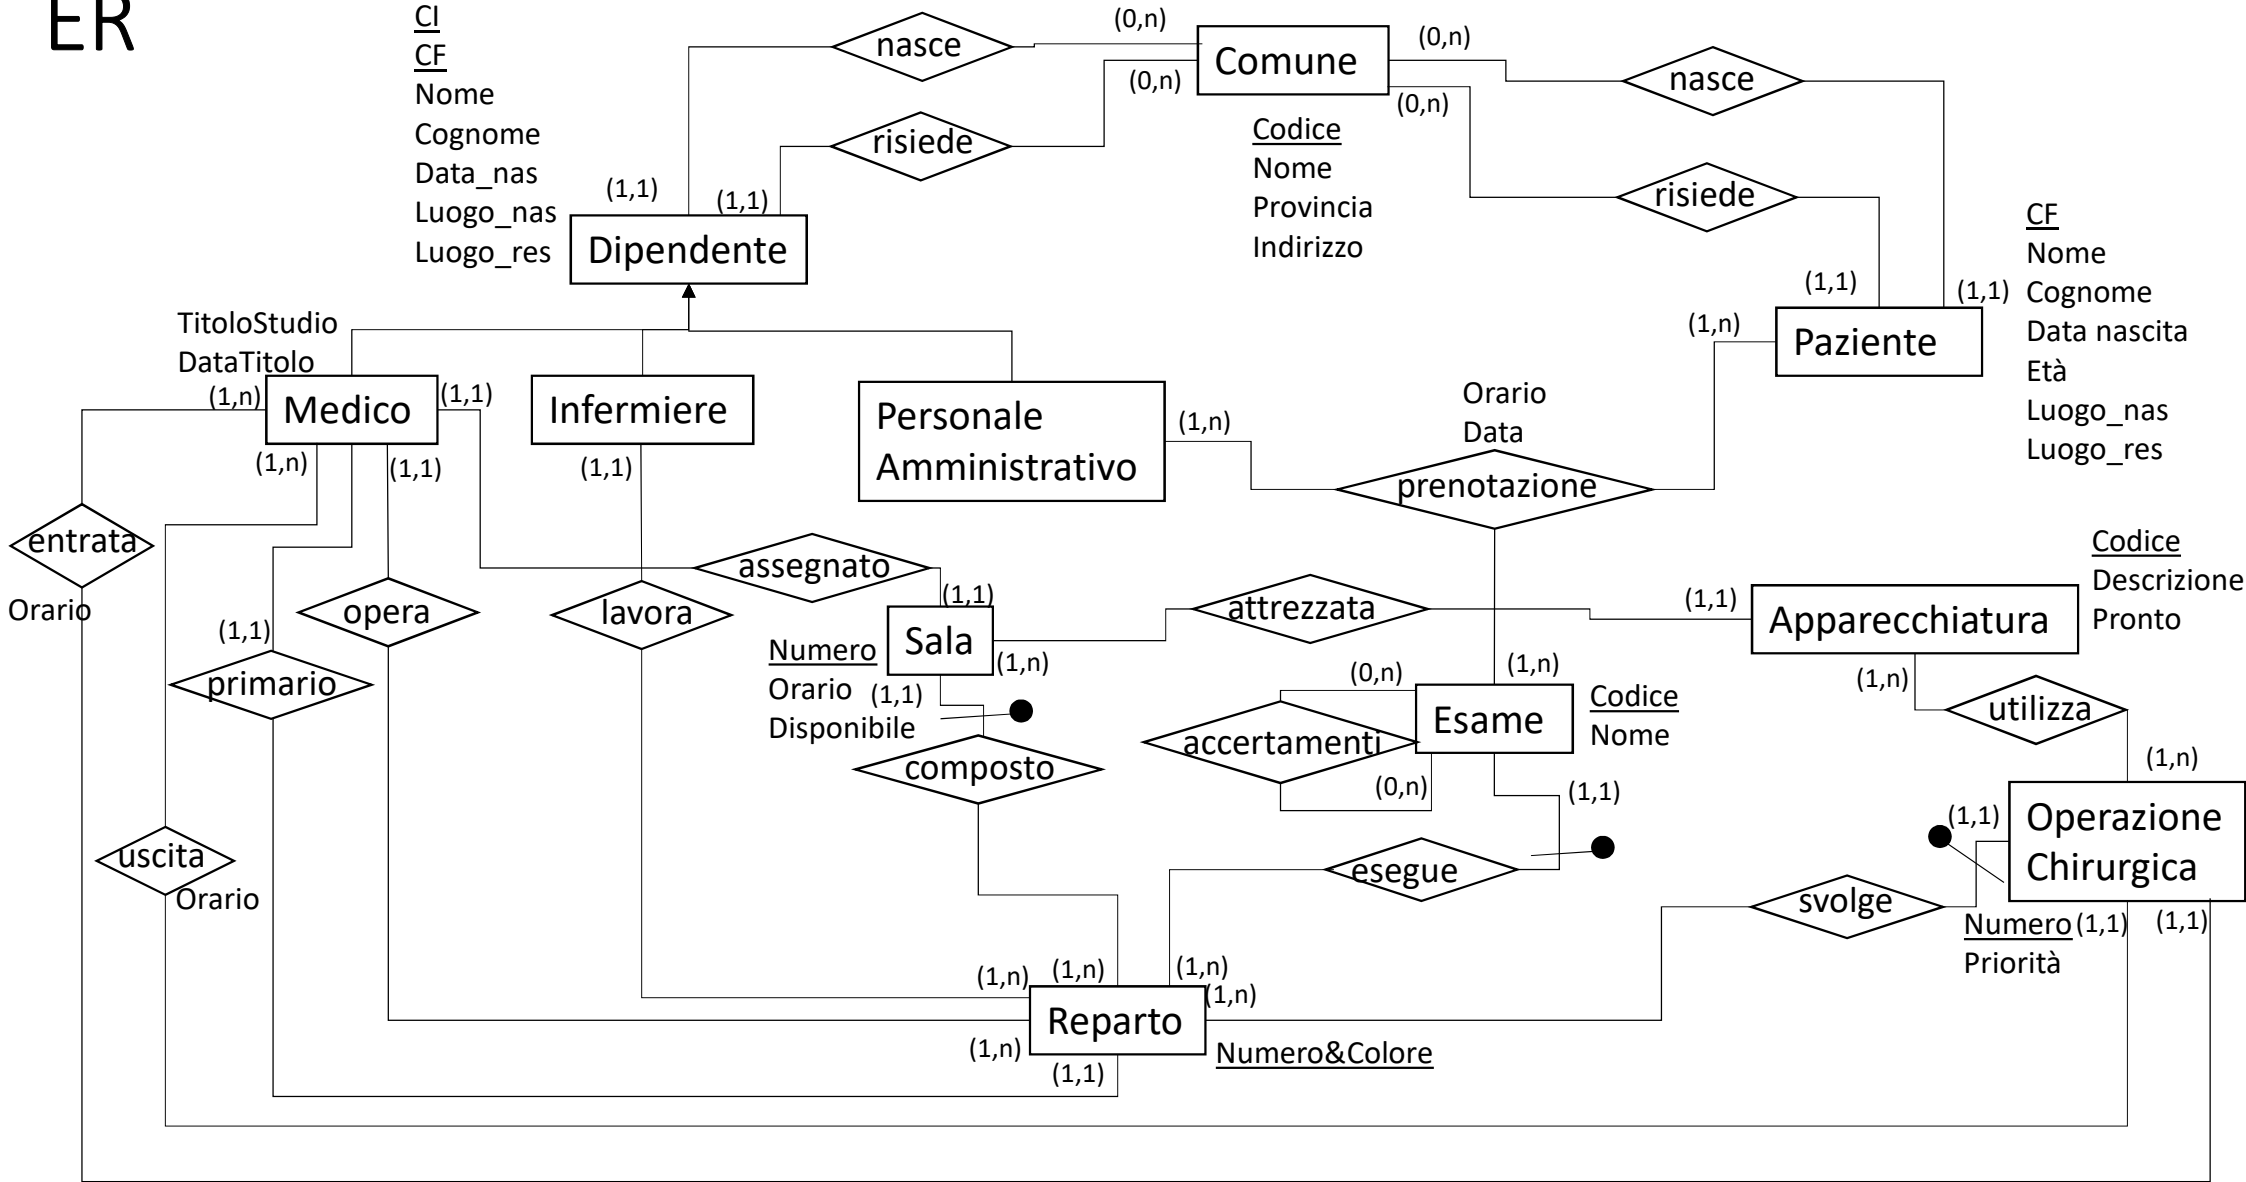 ER
CI
CF
Nome
Cognome
Data_nas
Luogo_nas
Luogo_res
(1,1)
(1,1)
Dipendente
nasce
(0,n)
risiede
(0,n)
Comune
(0,n)
(0,n)
Codice
Nome
Provincia
Indirizzo
nasce
risiede
(1,1)
(1,1)
CF
Nome
Cognome
Data nascita
Età
Luogo_nas
Luogo_res
(1,n)
Paziente
TitoloStudio
DataTitolo
(1,n)
Medico
(1,1)
(1,n)
(1,1)
Infermiere
(1,1)
Personale
Amministrativo
(1,n)
Orario
Data
prenotazione
entrata
Orario
opera
lavora
assegnato
(1,1)
Sala
(1,n)
Numero
Orario
Disponibile
(1,1)
attrezzata
(1,1)
Apparecchiatura
Codice
Descrizione
Pronto
(1,n)
utilizza
(1,n)
(1,1)
primario
composto
(0,n)
accertamenti
(0,n)
(1,n)
Esame
Codice
Nome
(1,1)
esegue
uscita
Orario
(1,1)
Operazione
Chirurgica
svolge
Numero
Priorità
(1,1)
(1,1)
(1,n)
(1,n)
(1,n)
(1,n)
Reparto
(1,n)
(1,1)
Numero&Colore